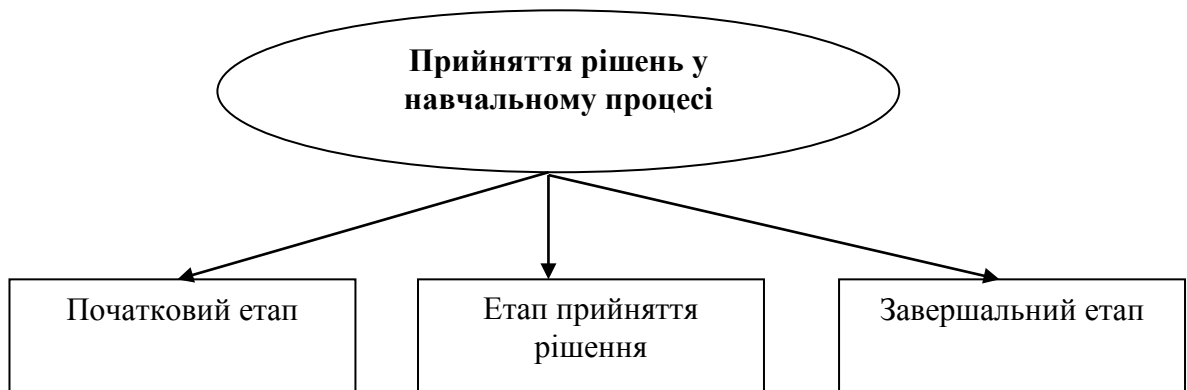 Прийняття рішень у
навчальному процесі
Початковий етап
Етап прийняття
рішення
Завершальний етап